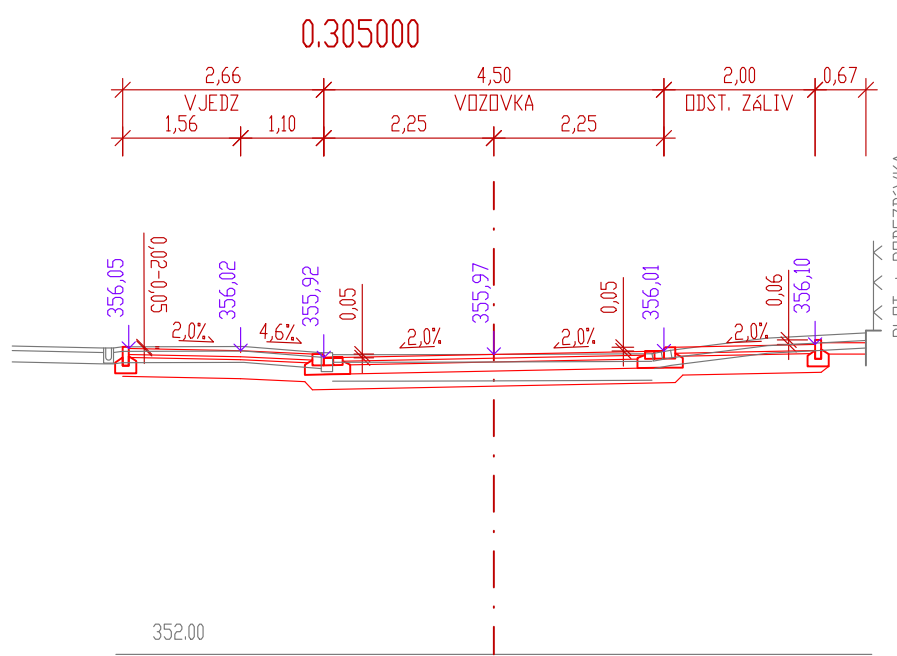 0.305000
2,66 4,50 2,00 0,67
VJEDZ VOZOVKA ODST. ZáLIV
1,56 1,10 2,25 2,25
356,05 0,02-0,05 356,02 355,92 0,05 355,97 0,05 356,01 0,06 356,10
2,0% 4,6% 2,0% 2,0% 2,0%
352.00